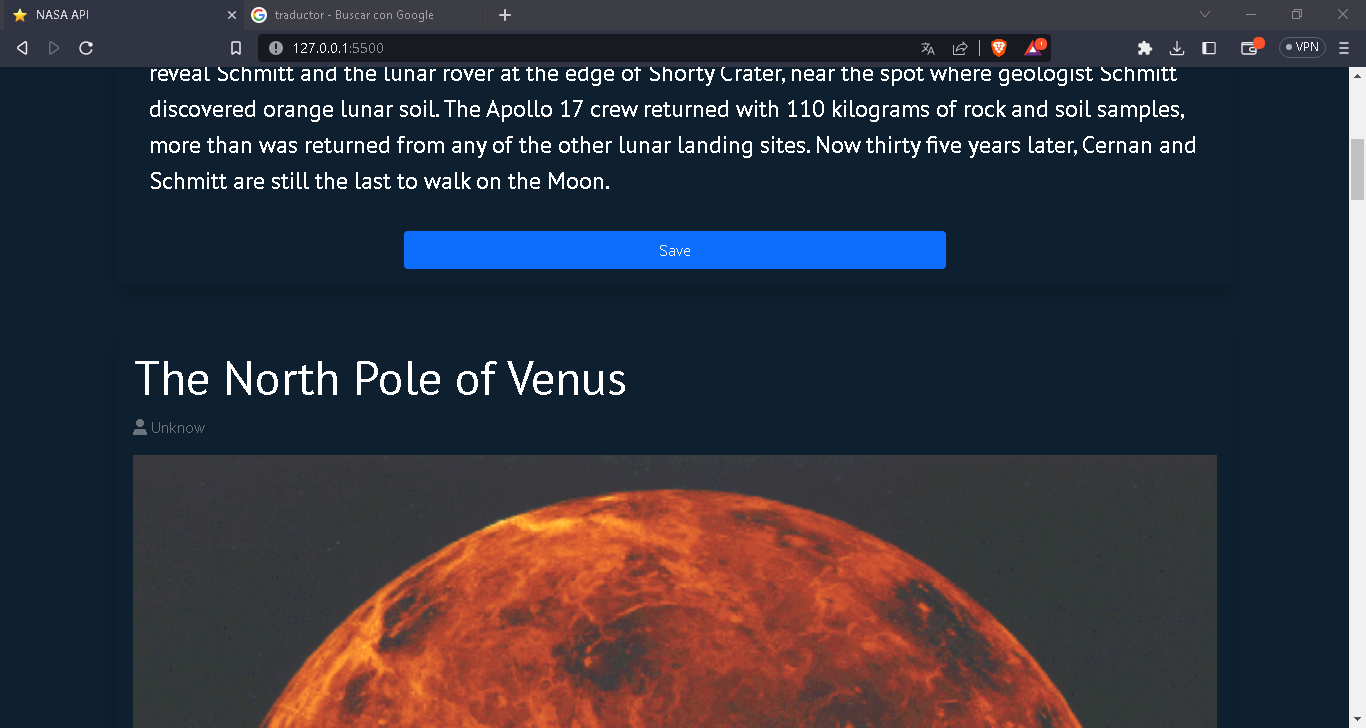 NASA API
traductor - Buscar con Google
127.0.0.1:5500
VPN
reveal Schmitt and the lunar rover at the edge of Shorty Crater, near the spot where geologist Schmitt
discovered orange lunar soil. The Apollo 17 crew returned with 110 kilograms of rock and soil samples,
more than was returned from any of the other lunar landing sites. Now thirty five years later, Cernan and
Schmitt are still the last to walk on the Moon.
Save
The North Pole of Venus
Unknow